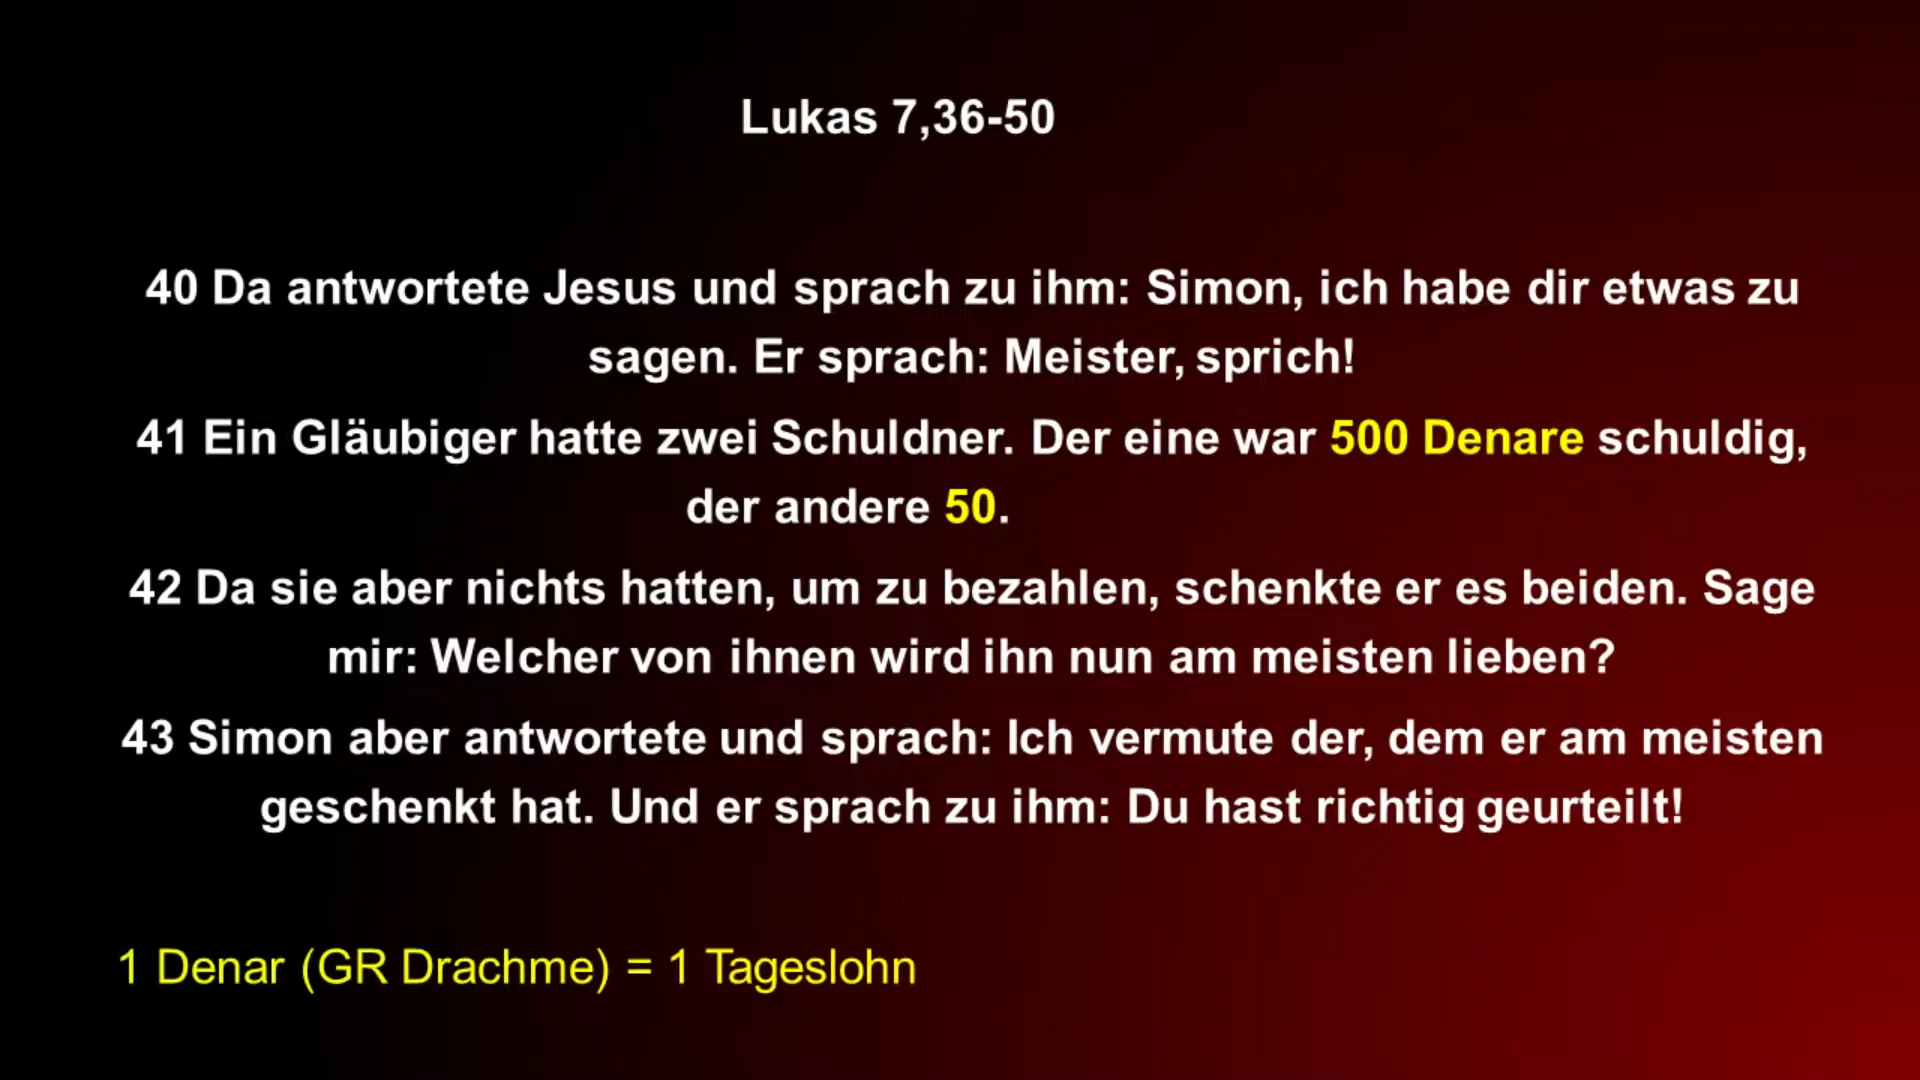 Lukas 7,36-50
40 Da antwortete Jesus und sprach zu ihm: Simon, ich habe dir etwas zu
sagen. Er sprach: Meister, sprich!
41 Ein Gläubiger hatte zwei Schuldner. Der eine war 500 Denare schuldig,
der andere 50.
42 Da sie aber nichts hatten, um zu bezahlen, schenkte er es beiden. Sage
mir: Welcher von ihnen wird ihn nun am meisten lieben?
43 Simon aber antwortete und sprach: Ich vermute der, dem er am meisten
geschenkt hat. Und er sprach zu ihm: Du hast richtig geurteilt!
1 Denar (GR Drachme) = 1 Tageslohn